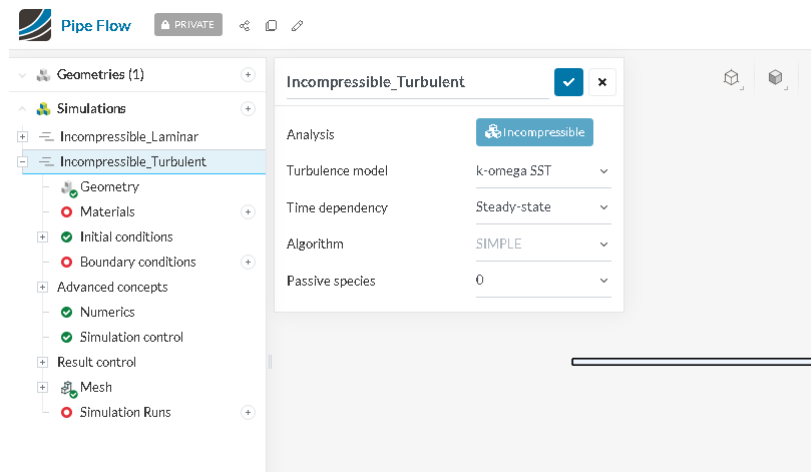 Pipe Flow PRIVATE
Geometries (1)
Simulations
Incompressible_Laminar
Incompressible_Turbulent
Geometry
Materials
Initial conditions
Boundary conditions
Advanced concepts
Numerics
Simulation control
Result control
Mesh
Simulation Runs
Incompressible_Turbulent
Analysis Incompressible
Turbulence model k-omega SST
Time dependency Steady-state
Algorithm SIMPLE
Passive species 0